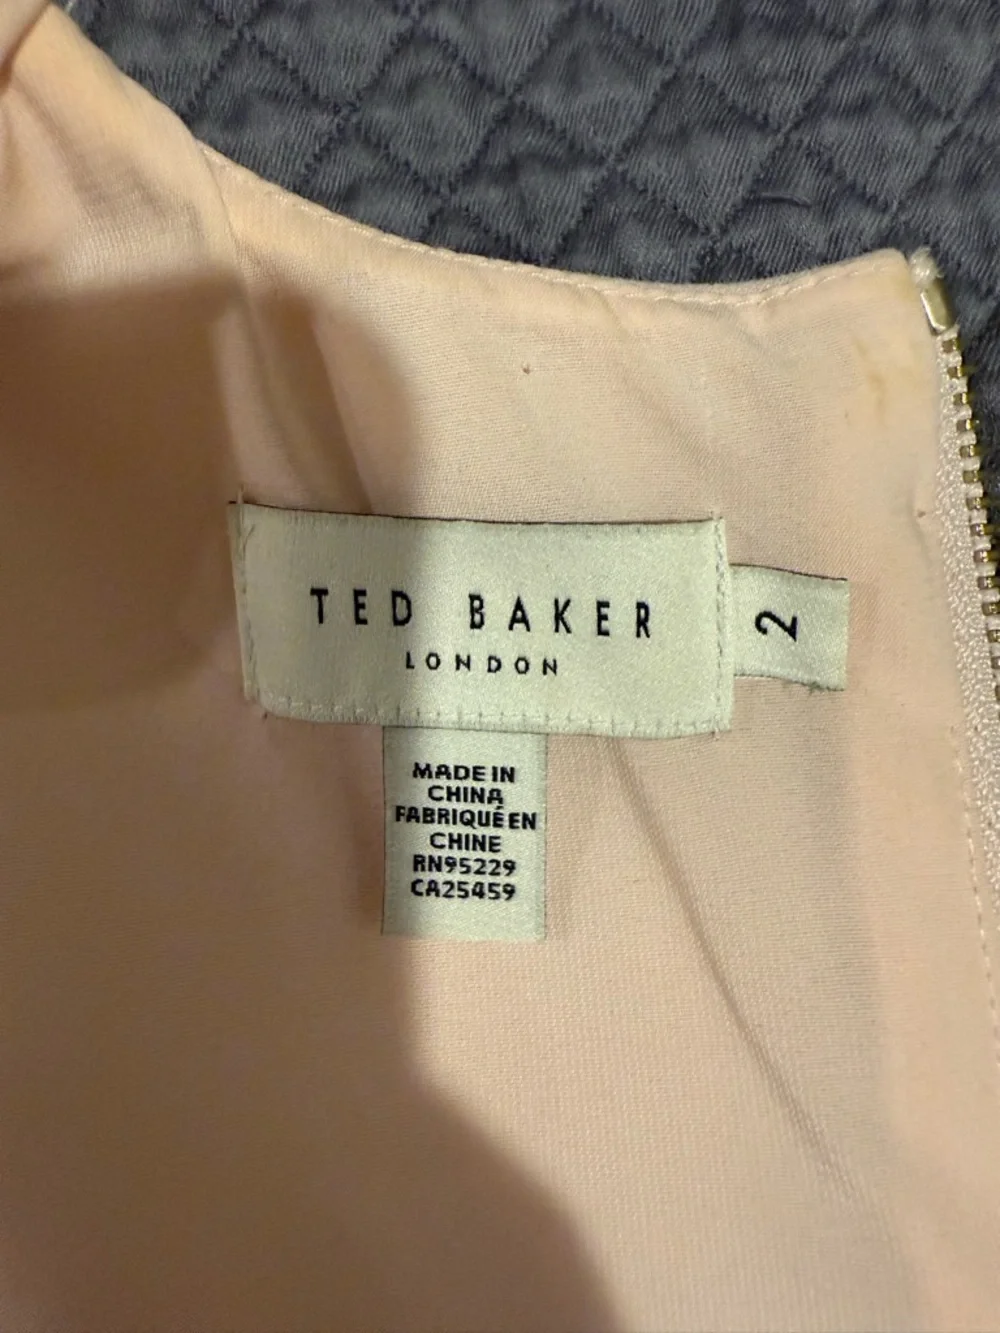 TED BAKER
LONDON
2
MADE IN
CHINA
FABRIQUÉ EN
CHINE
RN95229
CA25459